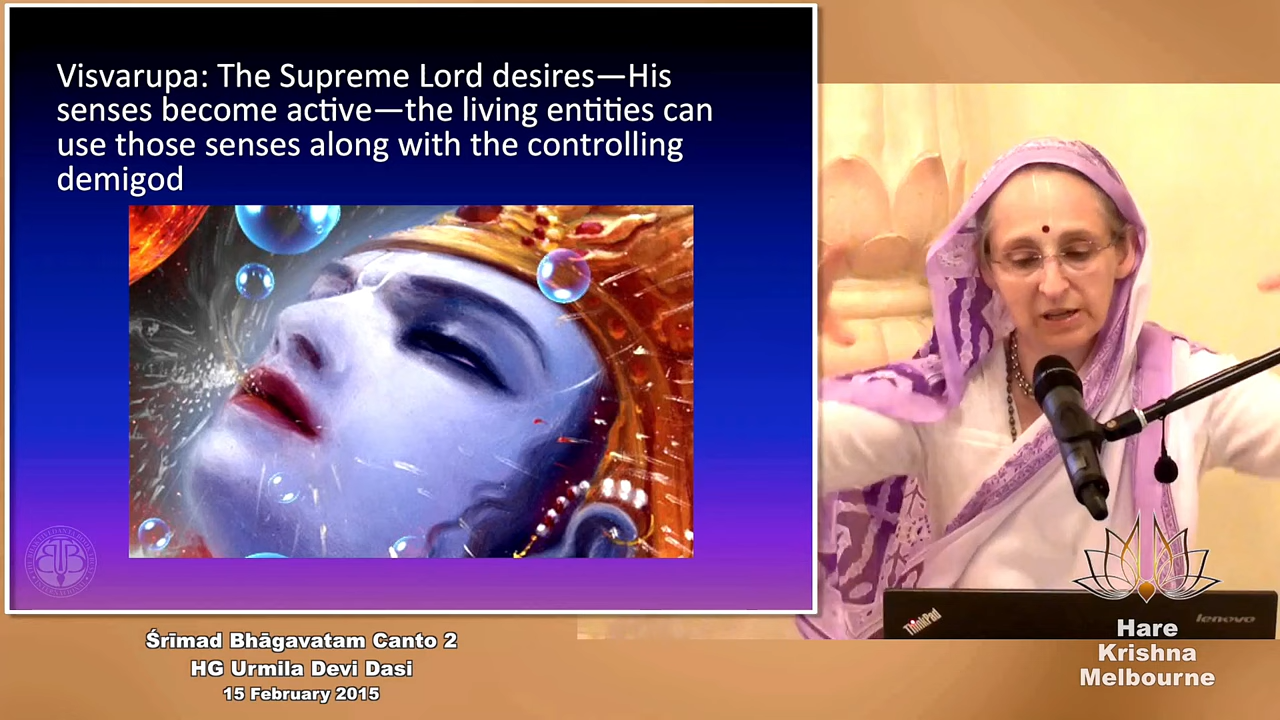 Visvarupa: The Supreme Lord desires—His
senses become active—the living entities can
use those senses along with the controlling
demigod
Śrīmad Bhāgavatam Canto 2
HG Urmila Devi Dasi
15 February 2015
ThinkPad
lenovo
Hare
Krishna
Melbourne